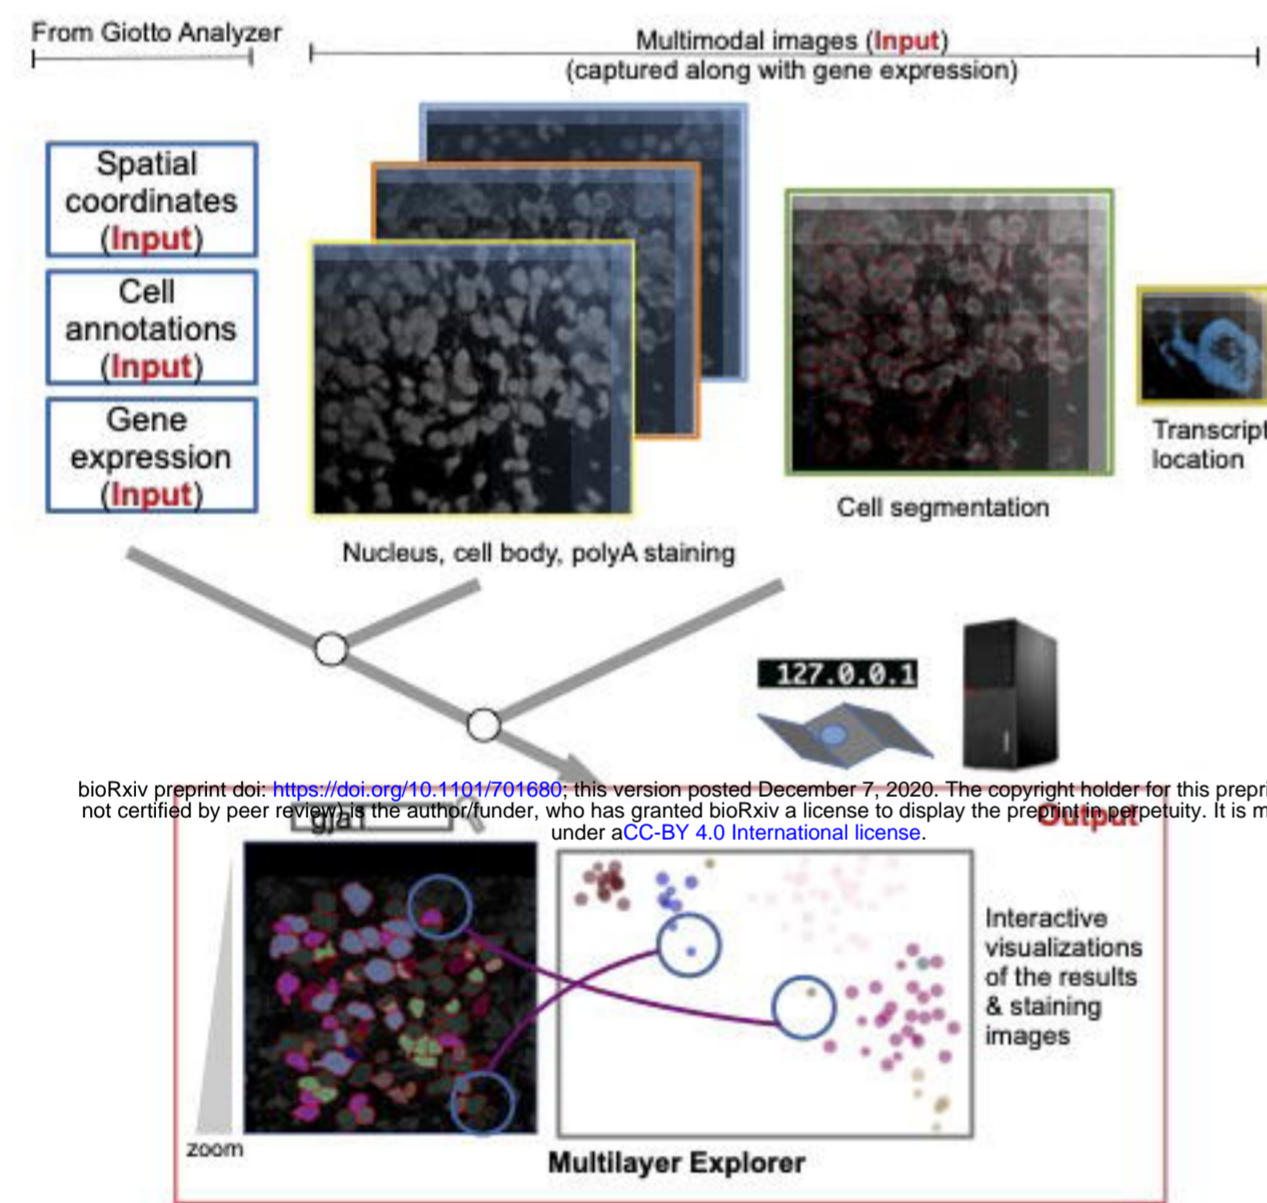 From Giotto Analyzer
Multimodal images (Input)
(captured along with gene expression)
Spatial
coordinates
(Input)
Cell
annotations
(Input)
Gene
expression
(Input)
Transcript
location
Cell segmentation
Nucleus, cell body, polyA staining
127.0.0.1
bioRxiv preprint doi: https://doi.org/10.1101/701680; this version posted December 7, 2020. The copyright holder for this
not certified by peer review) is the author/funder, who has granted bioRxiv a license to display the preprint in perpetuity. It is
under aCC-BY 4.0 International license.
gja1
Output
Interactive
visualizations
of the results
& staining
images
zoom
Multilayer Explorer